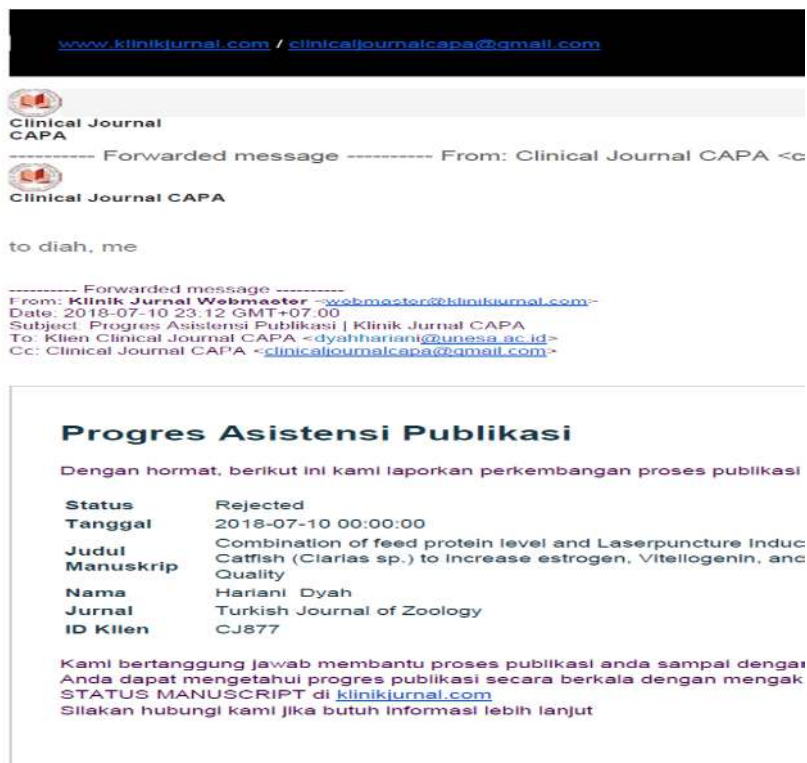 www.klinikjurnal.com / clinicaljournalcapa@gmail.com
Clinical Journal
CAPA
---------- Forwarded message ---------- From: Clinical Journal CAPA <c
Clinical Journal CAPA
to diah, me
---------- Forwarded message ----------
From: Klinik Jurnal Webmaster <webmaster@klinikjurnal.com>
Date: 2018-07-10 23:12 GMT+07:00
Subject: Progres Asistensi Publikasi | Klinik Jurnal CAPA
To: Klien Clinical Journal CAPA <dyahhariani@unesa.ac.id>
Cc: Clinical Journal CAPA <clinicaljournalcapa@gmail.com>
Progres Asistensi Publikasi
Dengan hormat, berikut ini kami laporkan perkembangan proses publikasi
Status Rejected
Tanggal 2018-07-10 00:00:00
Judul Manuskrip Combination of feed protein level and Laserpuncture Induc
Catfish (Clarias sp.) to increase estrogen, Vitellogenin, and
Quality
Nama Hariani Dyah
Jurnal Turkish Journal of Zoology
ID Klien CJ877
Kami bertanggung jawab membantu proses publikasi anda sampai dengan
Anda dapat mengetahui progres publikasi secara berkala dengan mengak
STATUS MANUSCRIPT di klinikjurnal.com
Silakan hubungi kami jika butuh informasi lebih lanjut